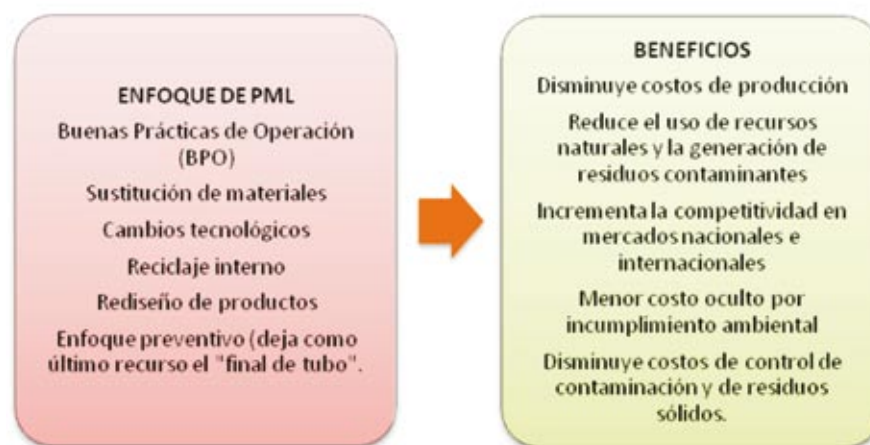 ENFOQUE DE PML
Buenas Prácticas de Operación
(BPO)
Sustitución de materiales
Cambios tecnológicos
Reciclaje interno
Rediseño de productos
Enfoque preventivo (deja como
último recurso el "final de tubo".
BENEFICIOS
Disminuye costos de producción
Reduce el uso de recursos
naturales y la generación de
residuos contaminantes
Incrementa la competitividad en
mercados nacionales e
internacionales
Menor costo oculto por
incumplimiento ambiental
Disminuye costos de control de
contaminación y de residuos
sólidos.